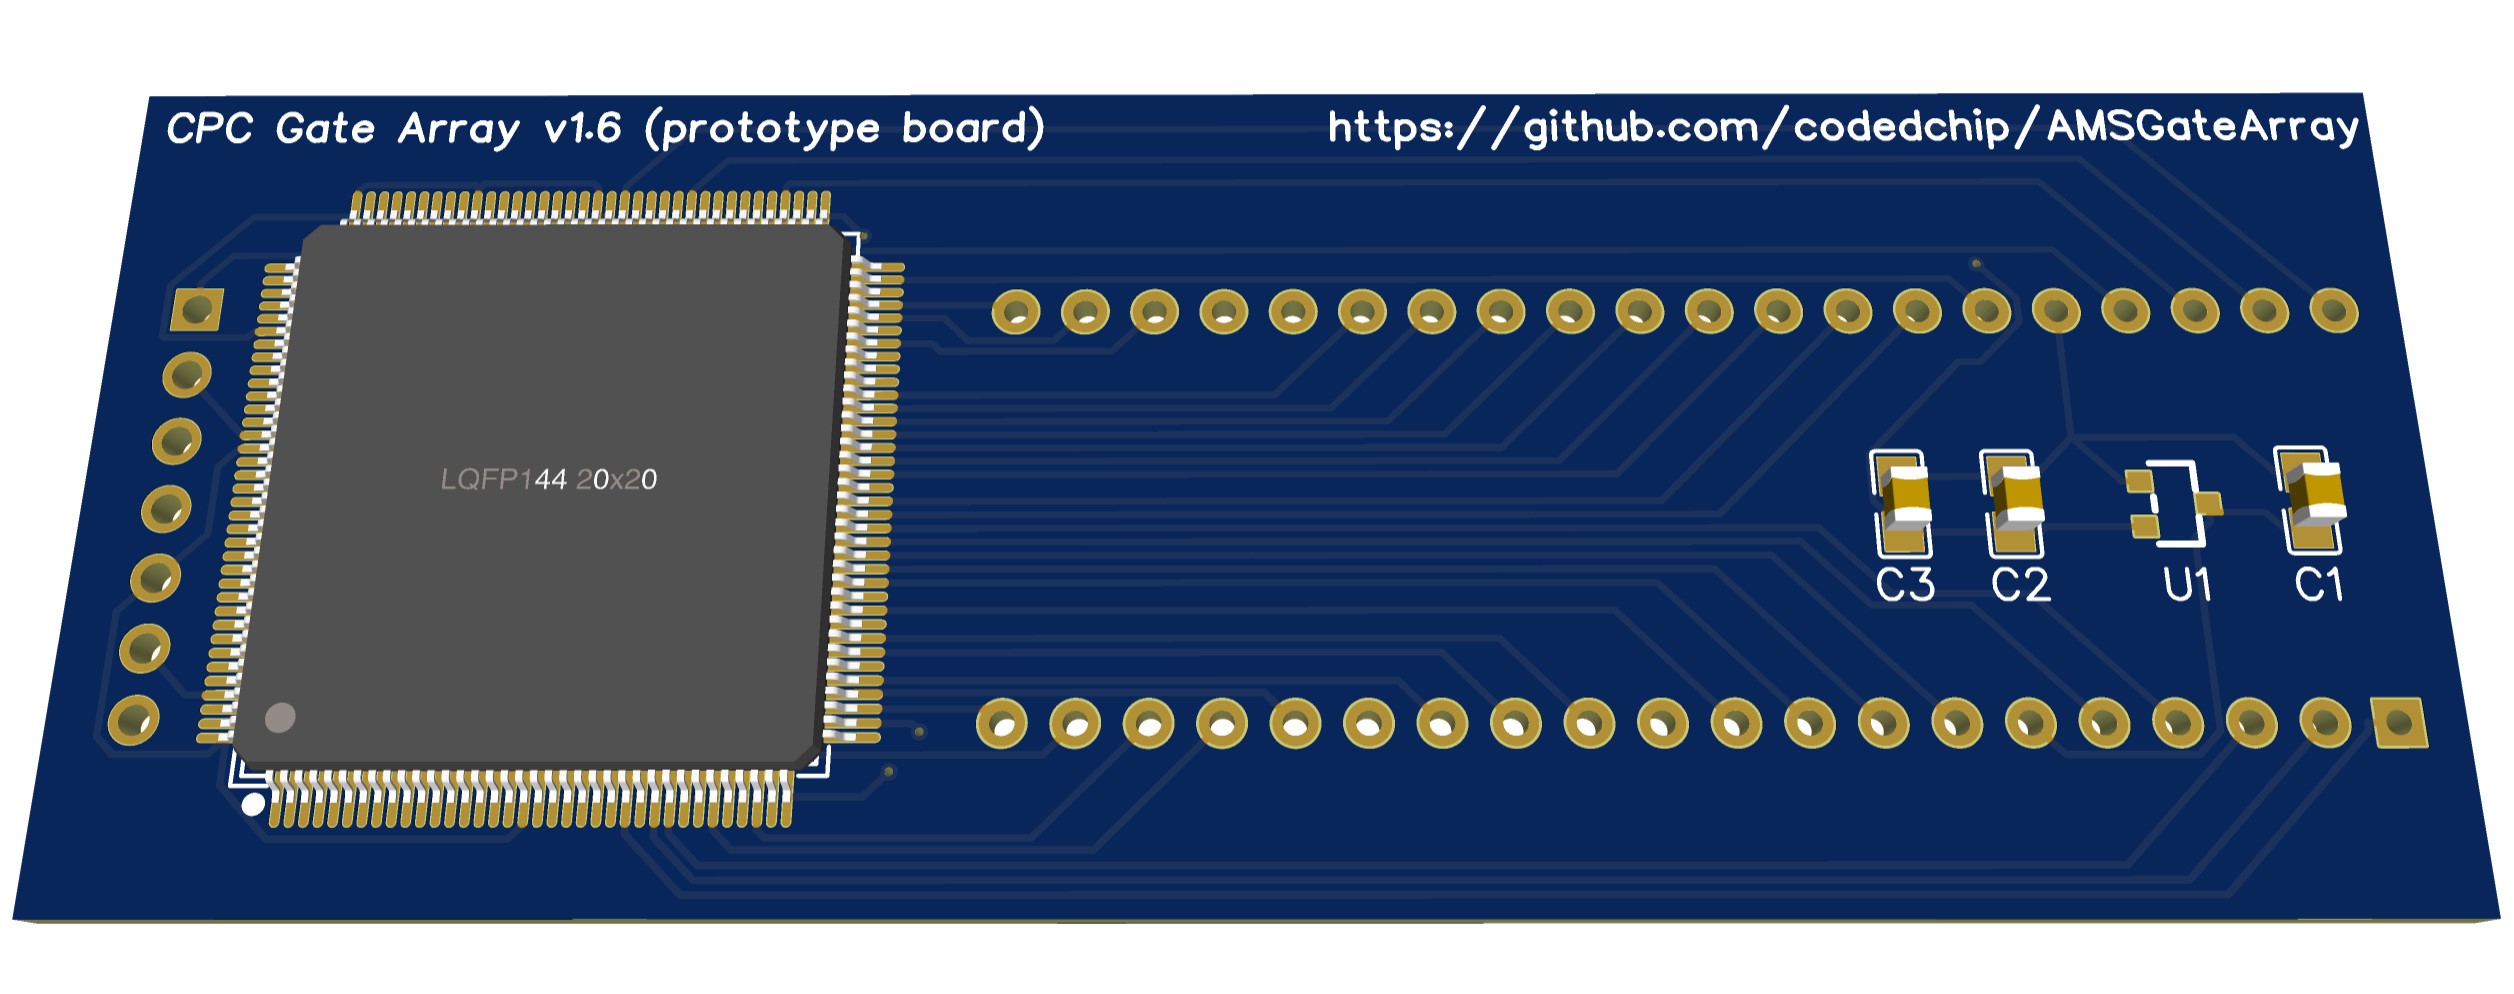 CPC Gate Array v1.6 (prototype board)
https://github.com/codedchip/AMSGateArray
LQFP144 20x20
C3 C2 U1 C1